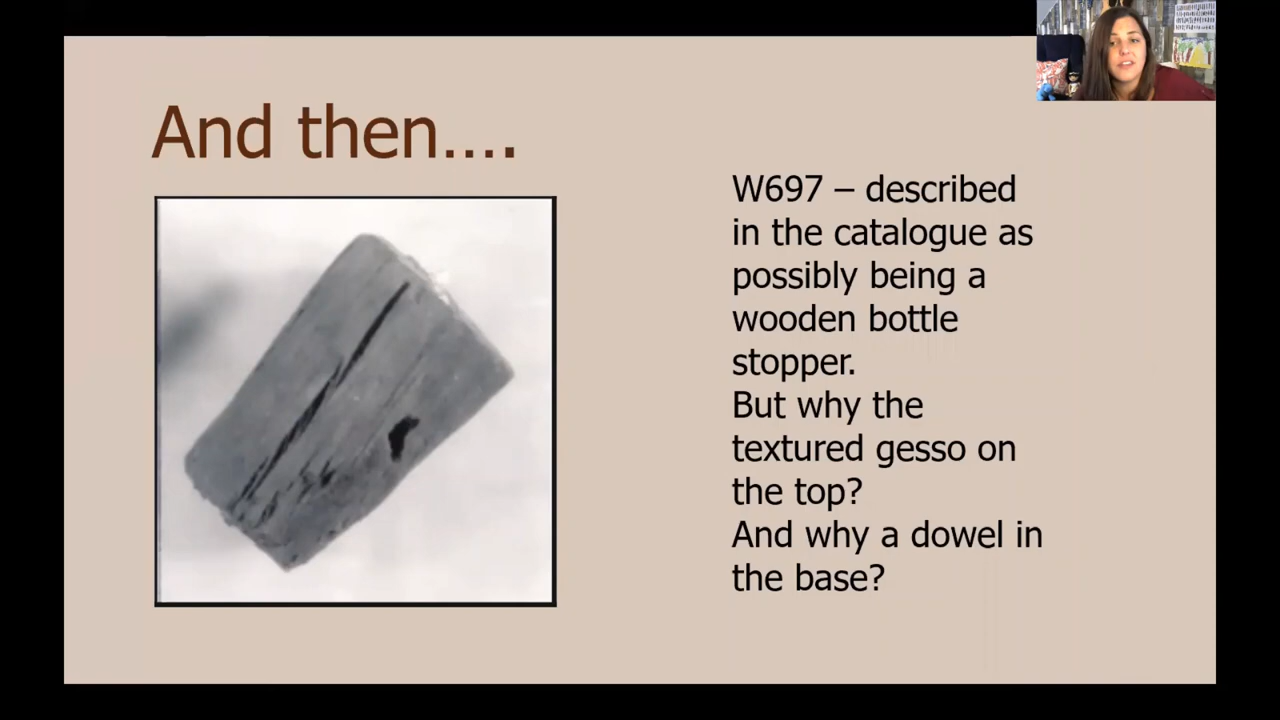 And then….
W697 – described
in the catalogue as
possibly being a
wooden bottle
stopper.
But why the
textured gesso on
the top?
And why a dowel in
the base?